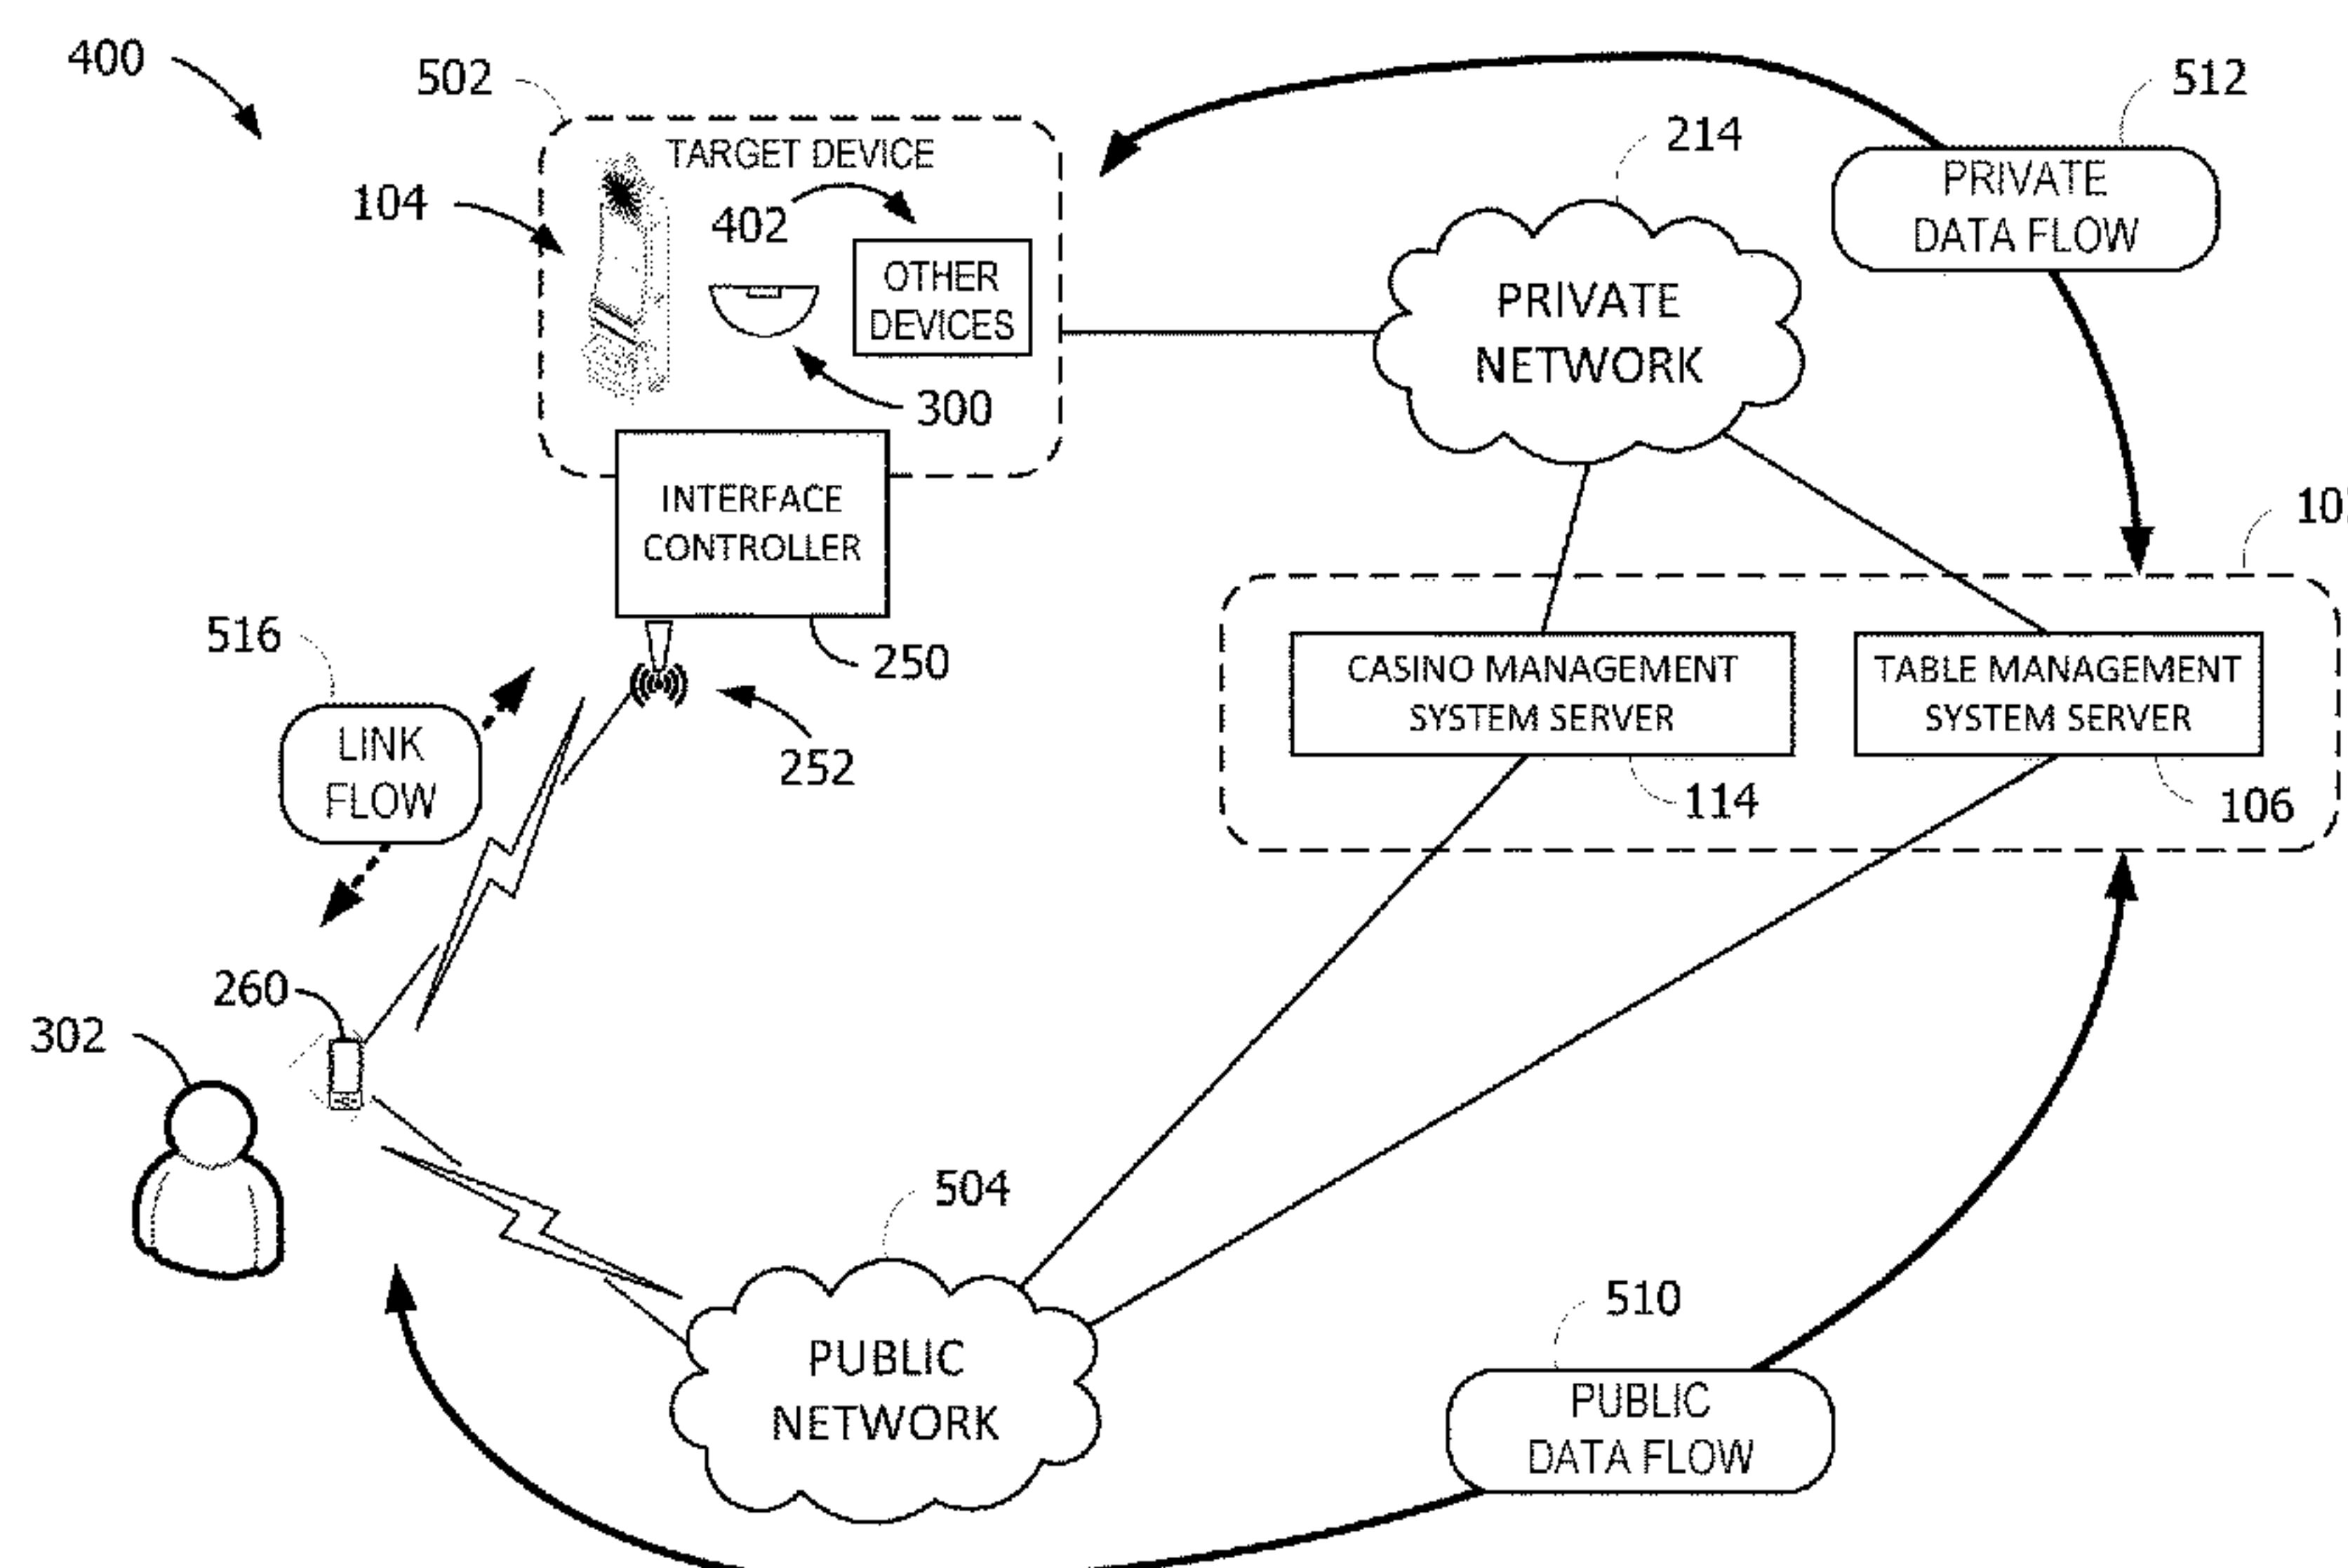 400
502
512
214
TARGET DEVICE
PRIVATE
DATA FLOW
104
402
OTHER
DEVICES
PRIVATE
NETWORK
300
INTERFACE
CONTROLLER
10
516
250
CASINO MANAGEMENT
SYSTEM SERVER
TABLE MANAGEMENT
SYSTEM SERVER
LINK
FLOW
252
114
106
260
302
504
510
PUBLIC
NETWORK
PUBLIC
DATA FLOW